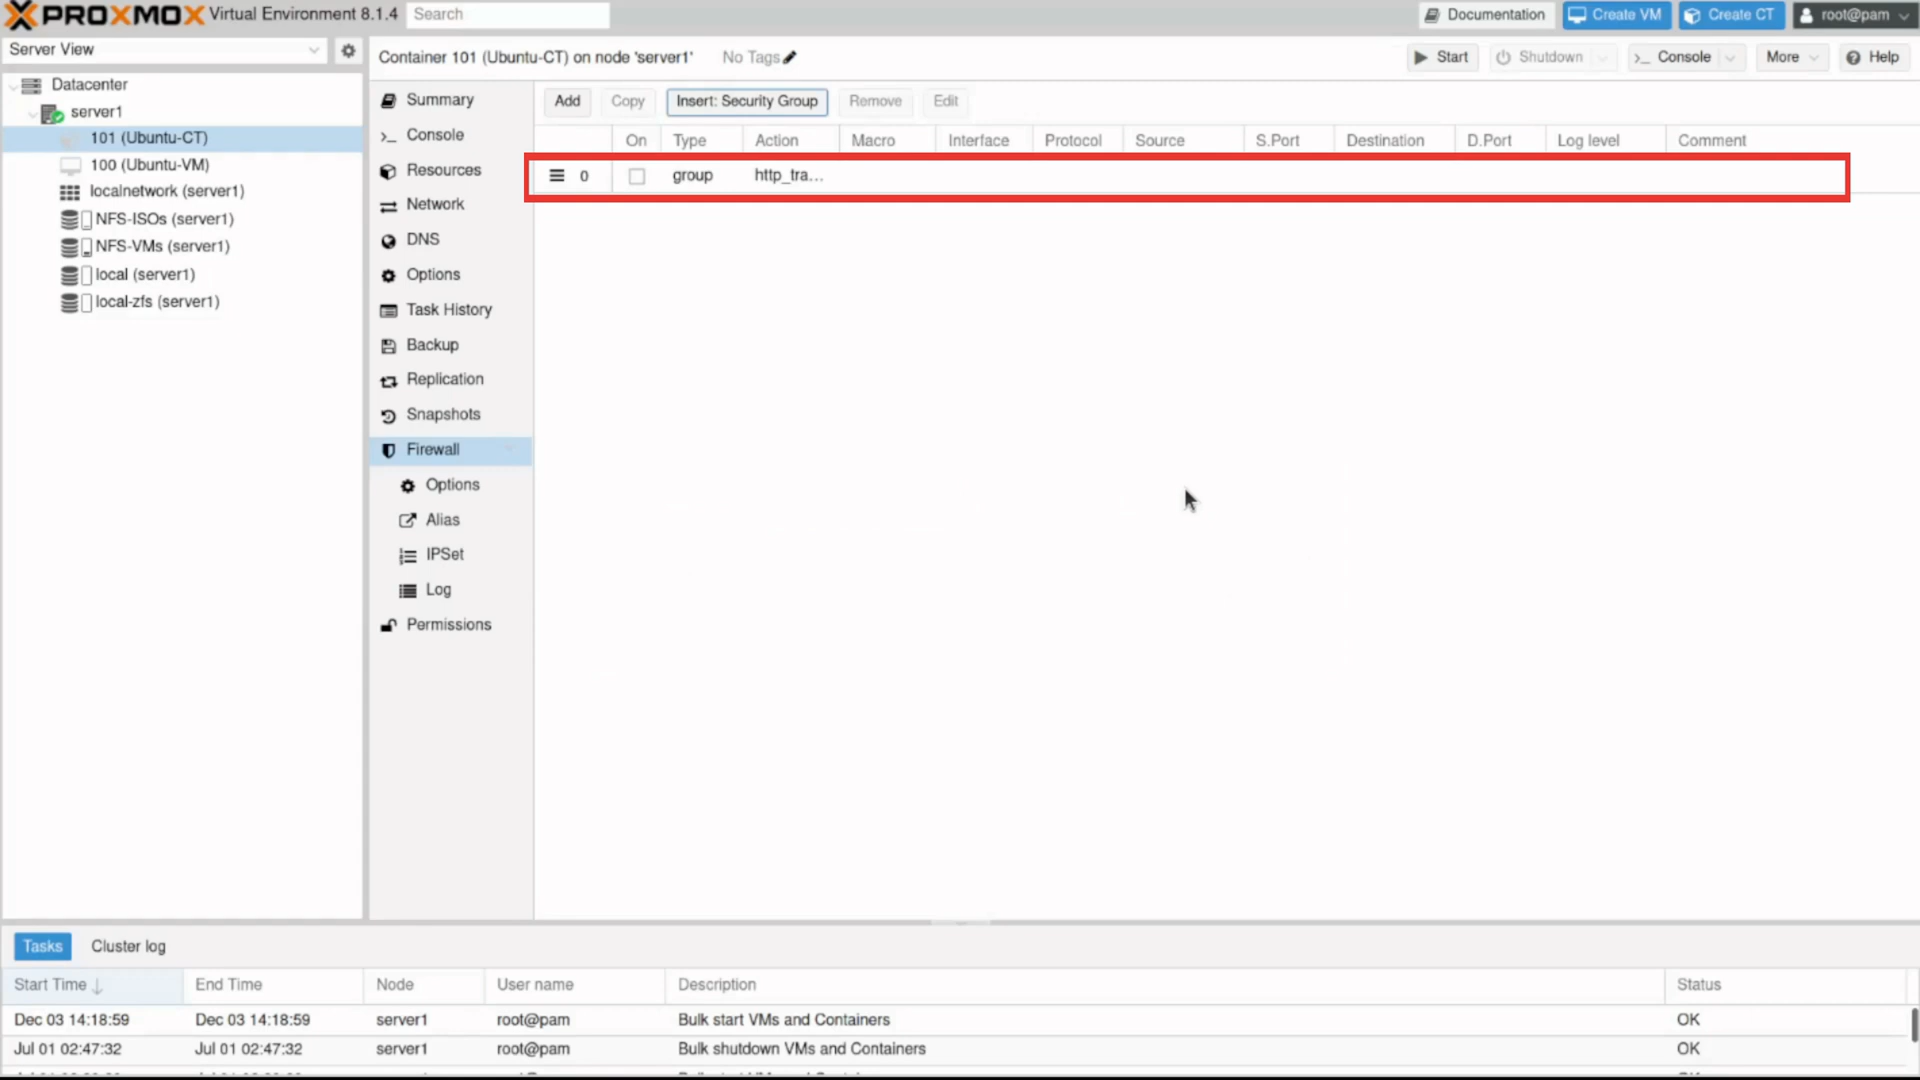 PROXMOX Virtual Environment 8.1.4 Search Documentation Create VM Create CT root@pam
Server View
Container 101 (Ubuntu-CT) on node 'server1' No Tags Start Shutdown Console More Help
Datacenter
server1
101 (Ubuntu-CT)
100 (Ubuntu-VM)
localnetwork (server1)
NFS-ISOs (server1)
NFS-VMs (server1)
local (server1)
local-zfs (server1)
Summary
Console
Resources
Network
DNS
Options
Task History
Backup
Replication
Snapshots
Firewall
Options
Alias
IPSet
Log
Permissions
Add Copy Insert: Security Group Remove Edit
On Type Action Macro Interface Protocol Source S.Port Destination D.Port Log level Comment
0 group http_tra...
Tasks Cluster log
Start Time End Time Node User name Description Status
Dec 03 14:18:59 Dec 03 14:18:59 server1 root@pam Bulk start VMs and Containers OK
Jul 01 02:47:32 Jul 01 02:47:32 server1 root@pam Bulk shutdown VMs and Containers OK